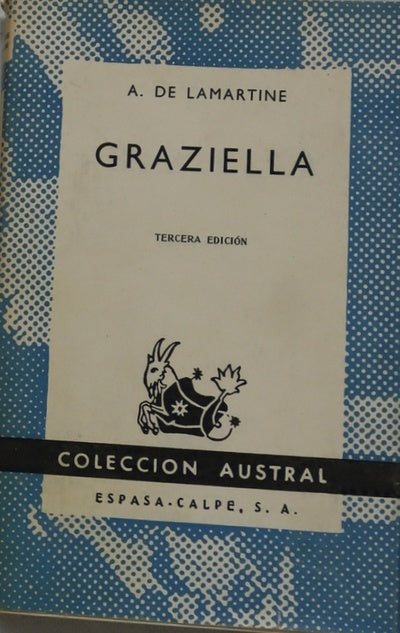 A. DE LAMARTINE
GRAZIELLA
TERCERA EDICIÓN
COLECCION AUSTRAL
ESPASA-CALPE, S. A.